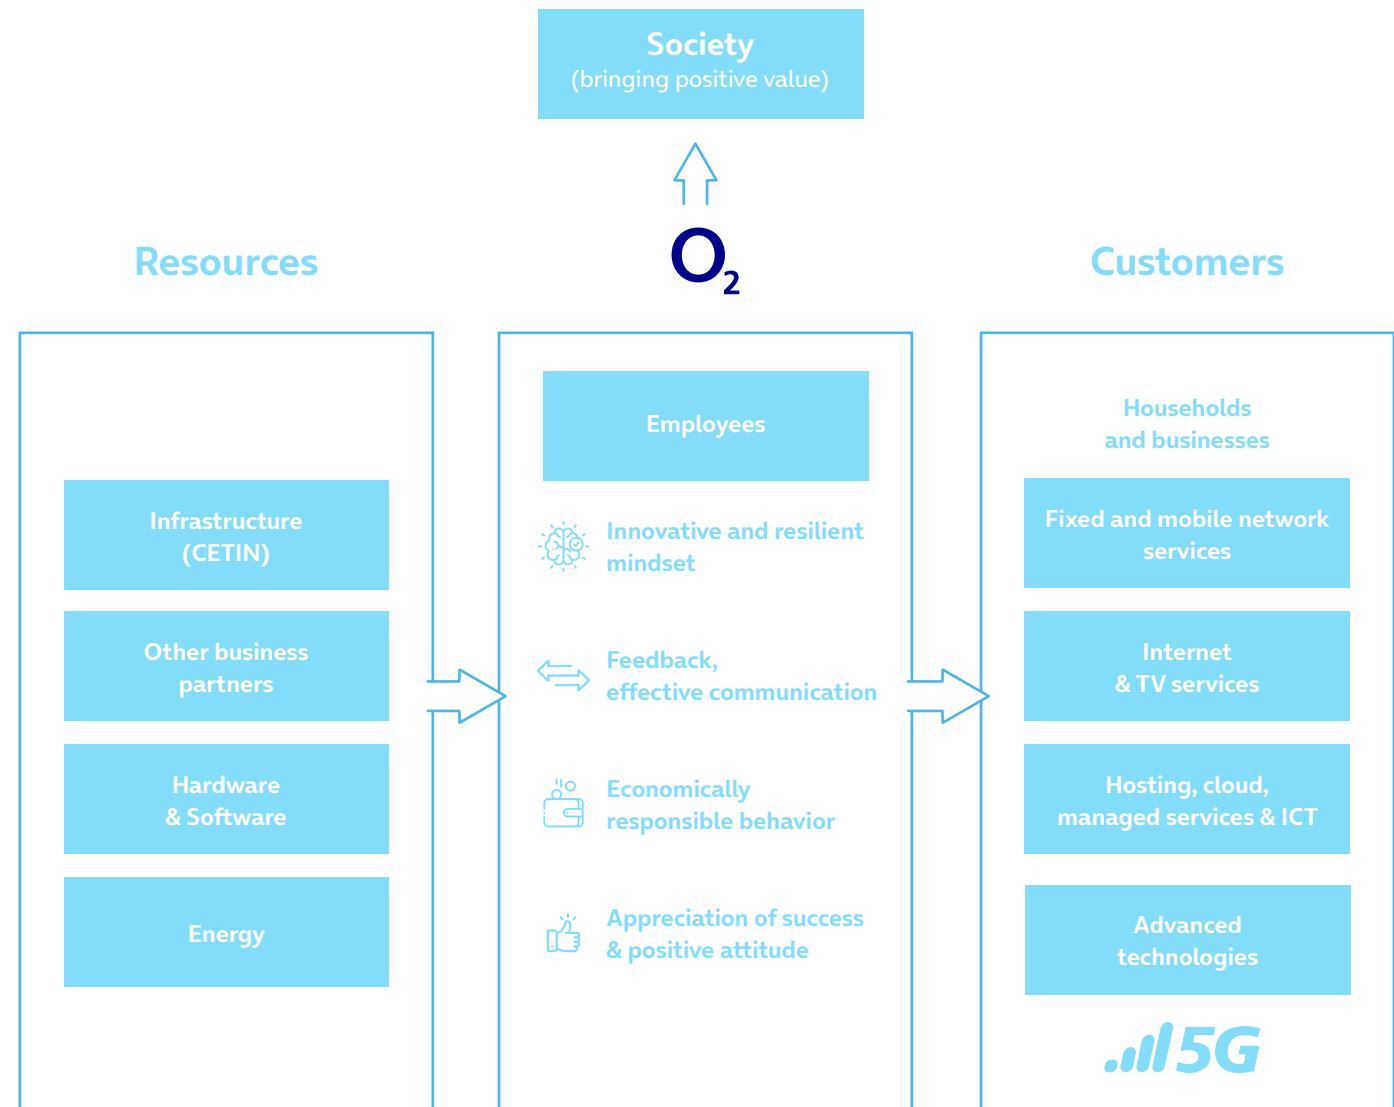 Society
(bringing positive value)
O2
Resources
Infrastructure
(CETIN)
Other business
partners
Hardware
& Software
Energy
Employees
Innovative and resilient
mindset
Feedback,
effective communication
Economically
responsible behavior
Appreciation of success
& positive attitude
Customers
Households
and businesses
Fixed and mobile network
services
Internet
& TV services
Hosting, cloud,
managed services & ICT
Advanced
technologies
5G